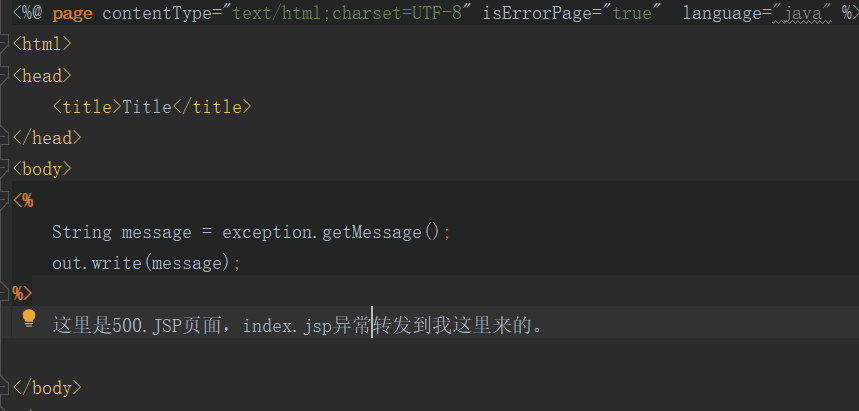 <%@ page contentType="text/html;charset=UTF-8" isErrorPage="true"  language="java" %>
<html>
<head>
    <title>Title</title>
</head>
<body>
<%
    String message = exception.getMessage();
    out.write(message);
%>
    这里是500.JSP页面，index.jsp异常转发到我这里来的。
</body>